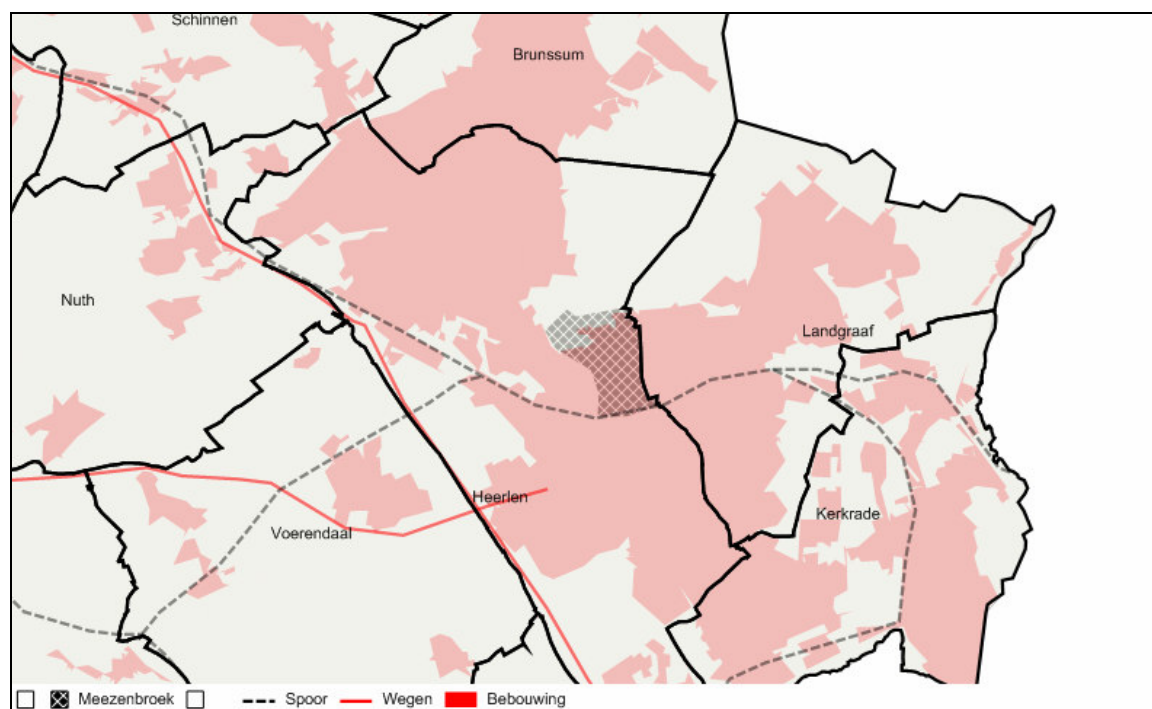 Schinnen
Brunssum
Nuth
Landgraaf
Heerlen
Kerkrade
Voerendaal
Meezenbroek Spoor Wegen Bebouwing